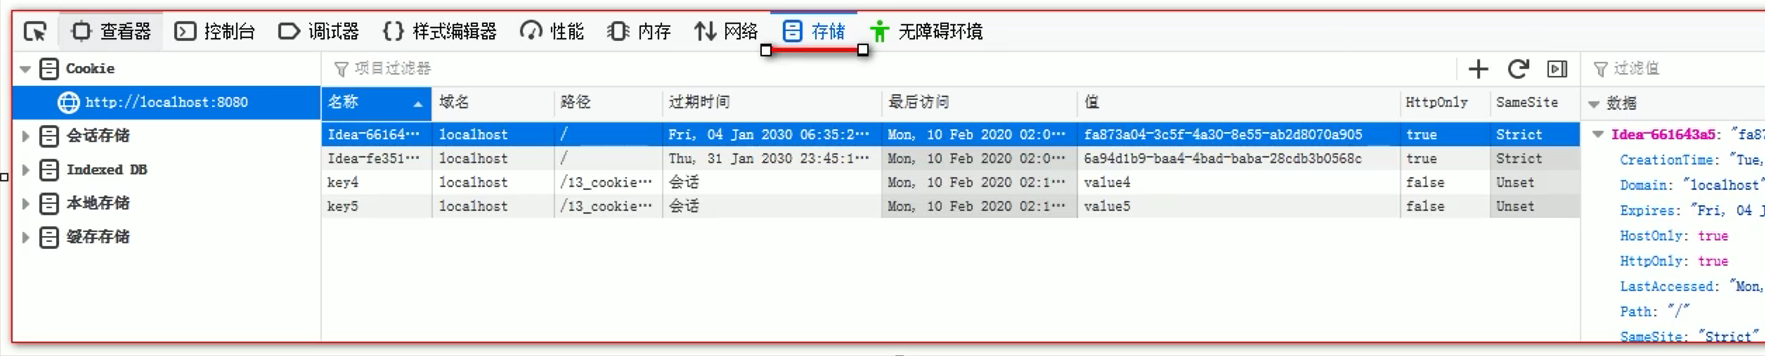 查看器 控制台 调试器 样式编辑器 性能 内存 网络 存储 无障碍环境
Cookie 项目过滤器 过滤值
http://localhost:8080 名称 域名 路径 过期时间 最后访问 值 HttpOnly SameSite 数据
会话存储 Idea-66164··· localhost / Fri, 04 Jan 2030 06:35:2··· Mon, 10 Feb 2020 02:0··· fa873a04-3c5f-4a30-8e55-ab2d8070a905 true Strict Idea-661643a5: "fa87
Idea-fe351··· localhost / Thu, 31 Jan 2030 23:45:1··· Mon, 10 Feb 2020 02:0··· 6a94d1b9-baa4-4bad-baba-28cdb3b0568c true Strict CreationTime: "Tue,
Indexed DB key4 localhost /13_cookie··· 会话 Mon, 10 Feb 2020 02:1··· value4 false Unset Domain: "localhost"
本地存储 key5 localhost /13_cookie··· 会话 Mon, 10 Feb 2020 02:1··· value5 false Unset Expires: "Fri, 04 J
缓存存储 HostOnly: true
HttpOnly: true
LastAccessed: "Mon,
Path: "/"
SameSite: "Strict"